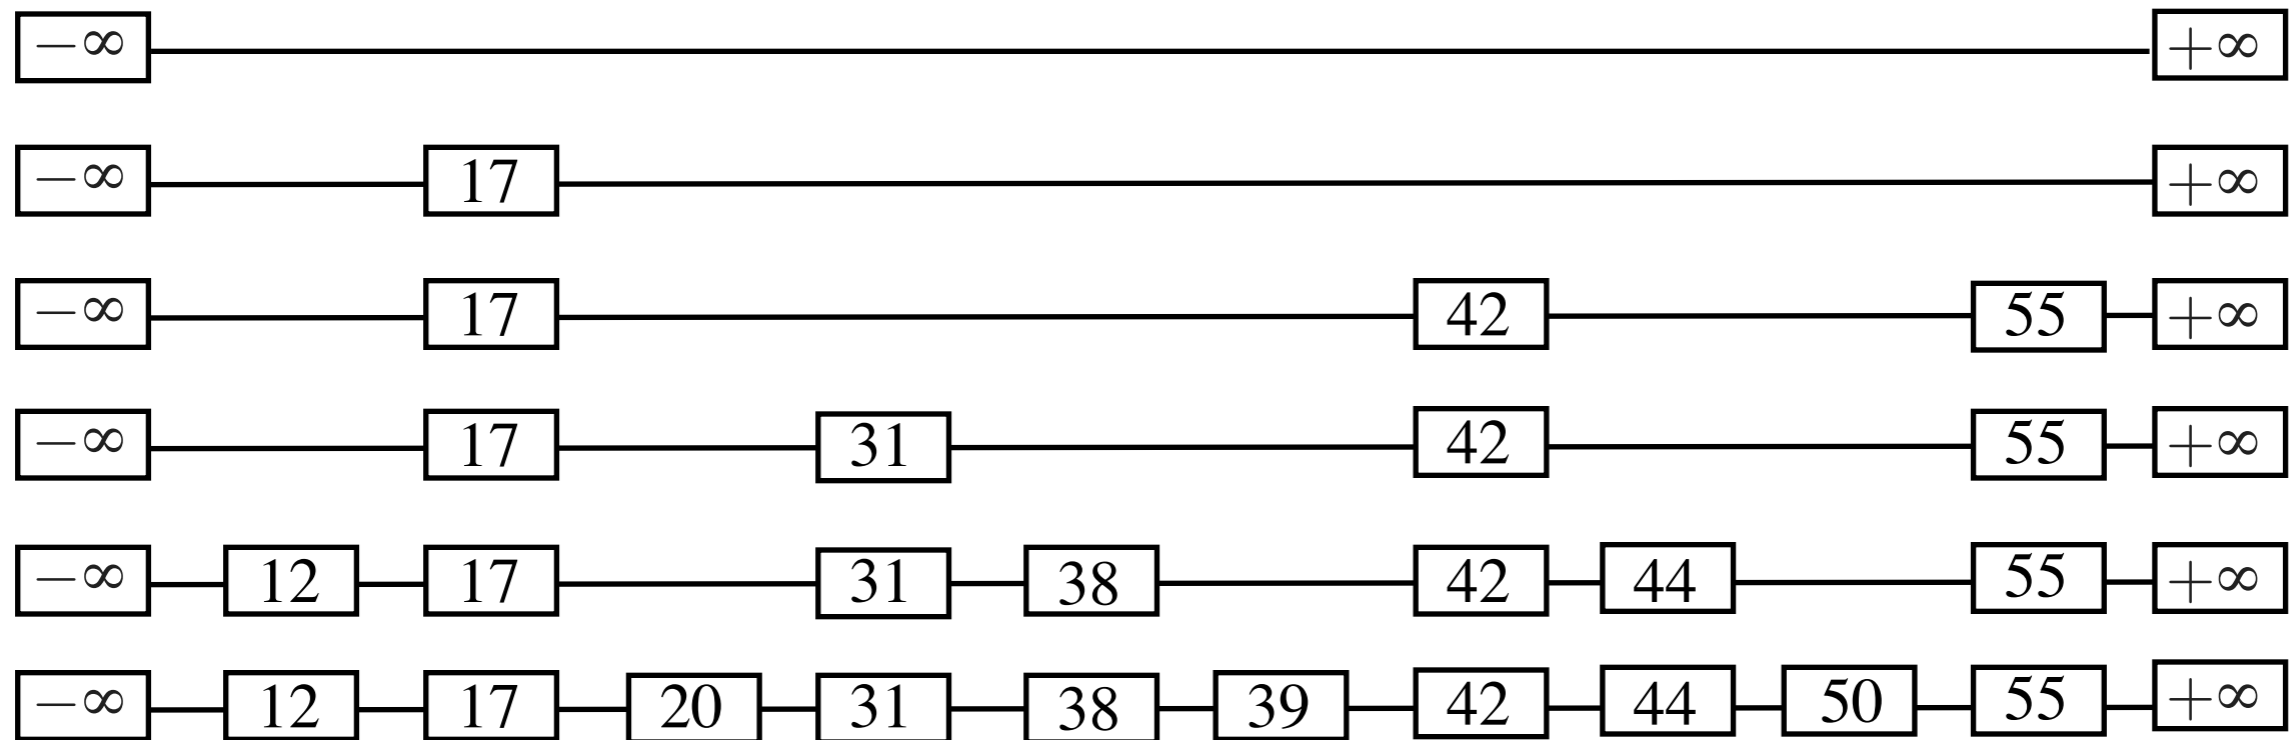 −∞ +∞
−∞ 17 +∞
−∞ 17 42 55 +∞
−∞ 17 31 42 55 +∞
−∞ 12 17 31 38 42 44 55 +∞
−∞ 12 17 20 31 38 39 42 44 50 55 +∞